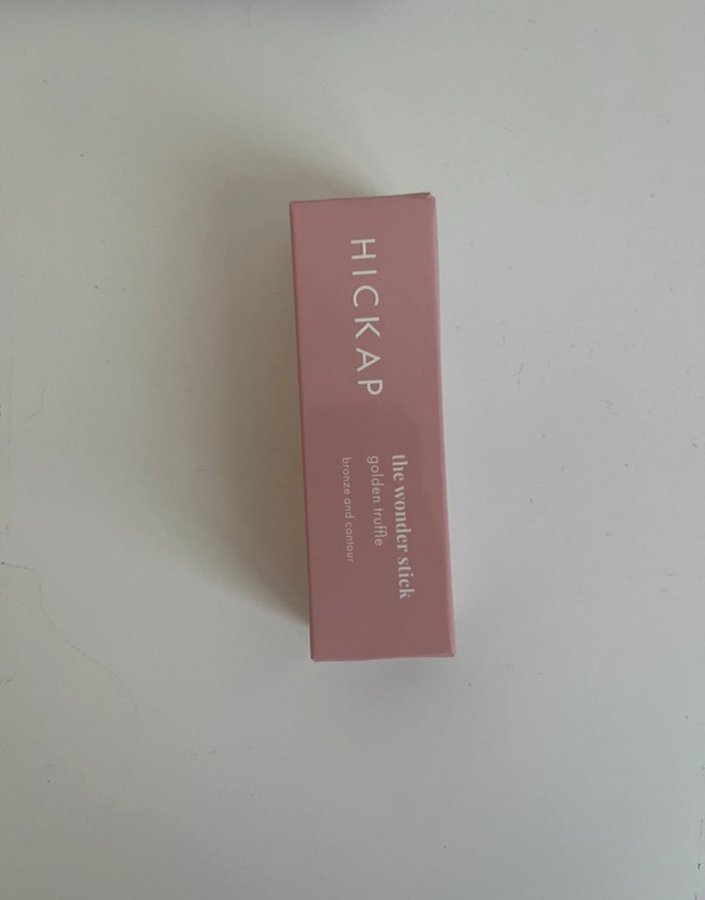 HICKAP
the wonder stick
golden truffle
bronze and contour